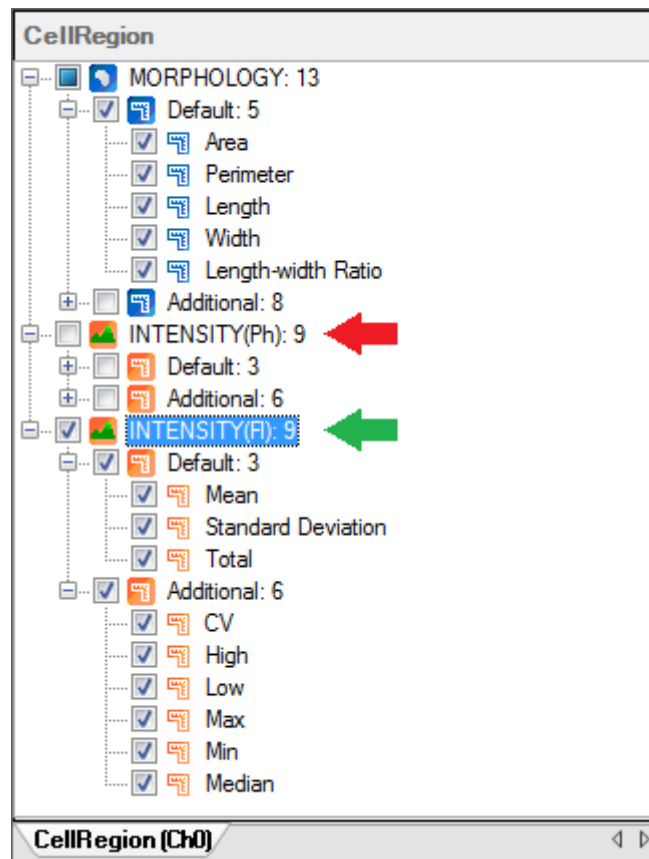 CellRegion
MORPHOLOGY: 13
Default: 5
Area
Perimeter
Length
Width
Length-width Ratio
Additional: 8
INTENSITY(Ph): 9
Default: 3
Additional: 6
INTENSITY(Fl): 9
Default: 3
Mean
Standard Deviation
Total
Additional: 6
CV
High
Low
Max
Min
Median
CellRegion (Ch0)